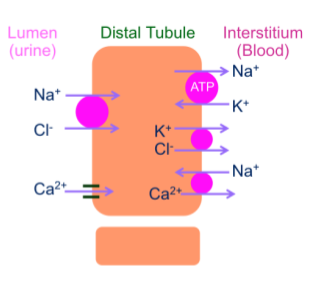 Lumen
(urine)
Distal Tubule
Interstitium
(Blood)
Na⁺
Cl⁻
Ca²⁺
ATP
Na⁺
K⁺
K⁺
Cl⁻
Na⁺
Ca²⁺